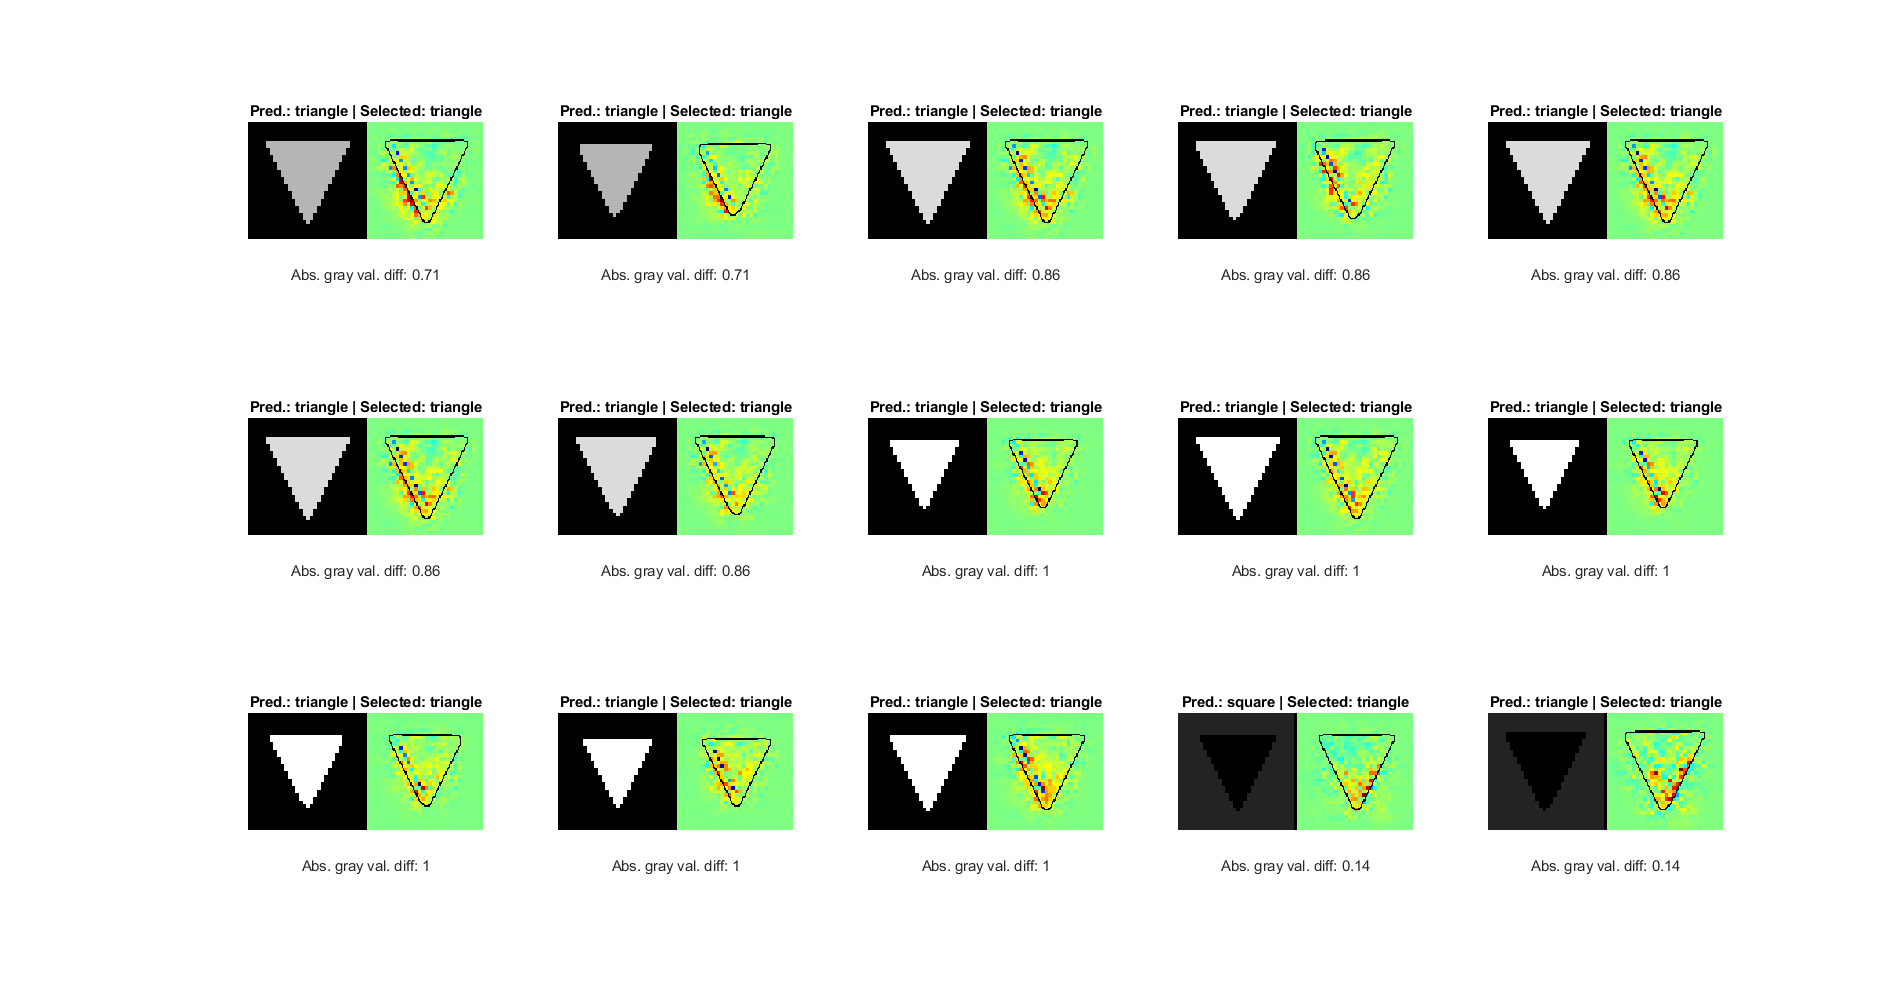 Pred.: triangle | Selected: triangle
Pred.: triangle | Selected: triangle
Pred.: triangle | Selected: triangle
Pred.: triangle | Selected: triangle
Pred.: triangle | Selected: triangle
Abs. gray val. diff: 0.71
Abs. gray val. diff: 0.71
Abs. gray val. diff: 0.86
Abs. gray val. diff: 0.86
Abs. gray val. diff: 0.86
Pred.: triangle | Selected: triangle
Pred.: triangle | Selected: triangle
Pred.: triangle | Selected: triangle
Pred.: triangle | Selected: triangle
Pred.: triangle | Selected: triangle
Abs. gray val. diff: 0.86
Abs. gray val. diff: 0.86
Abs. gray val. diff: 1
Abs. gray val. diff: 1
Abs. gray val. diff: 1
Pred.: triangle | Selected: triangle
Pred.: triangle | Selected: triangle
Pred.: triangle | Selected: triangle
Pred.: square | Selected: triangle
Pred.: triangle | Selected: triangle
Abs. gray val. diff: 1
Abs. gray val. diff: 1
Abs. gray val. diff: 1
Abs. gray val. diff: 0.14
Abs. gray val. diff: 0.14